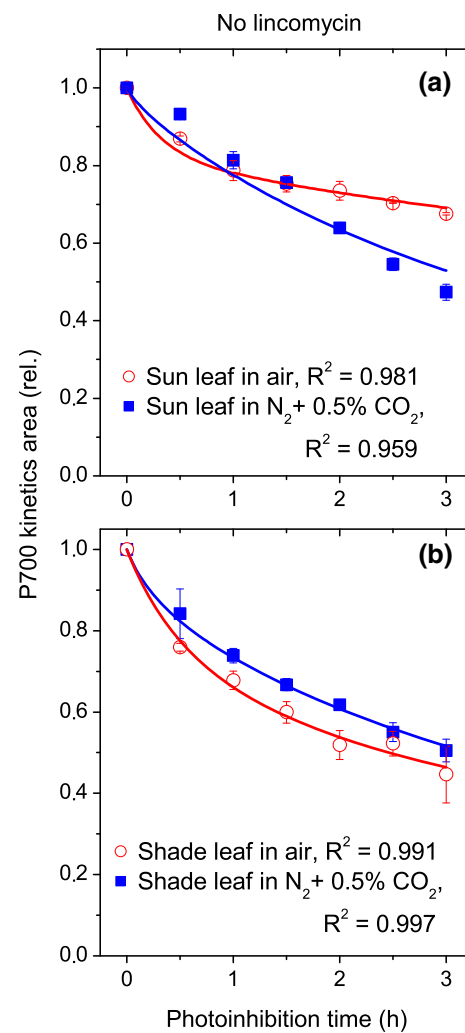 No lincomycin
P700 kinetics area (rel.)
(a)
1.0
0.8
0.6
0.4
0.2
0.0
Sun leaf in air, R² = 0.981
Sun leaf in N₂+ 0.5% CO₂,
R² = 0.959
0 1 2 3
(b)
1.0
0.8
0.6
0.4
0.2
0.0
Shade leaf in air, R² = 0.991
Shade leaf in N₂+ 0.5% CO₂,
R² = 0.997
0 1 2 3
Photoinhibition time (h)